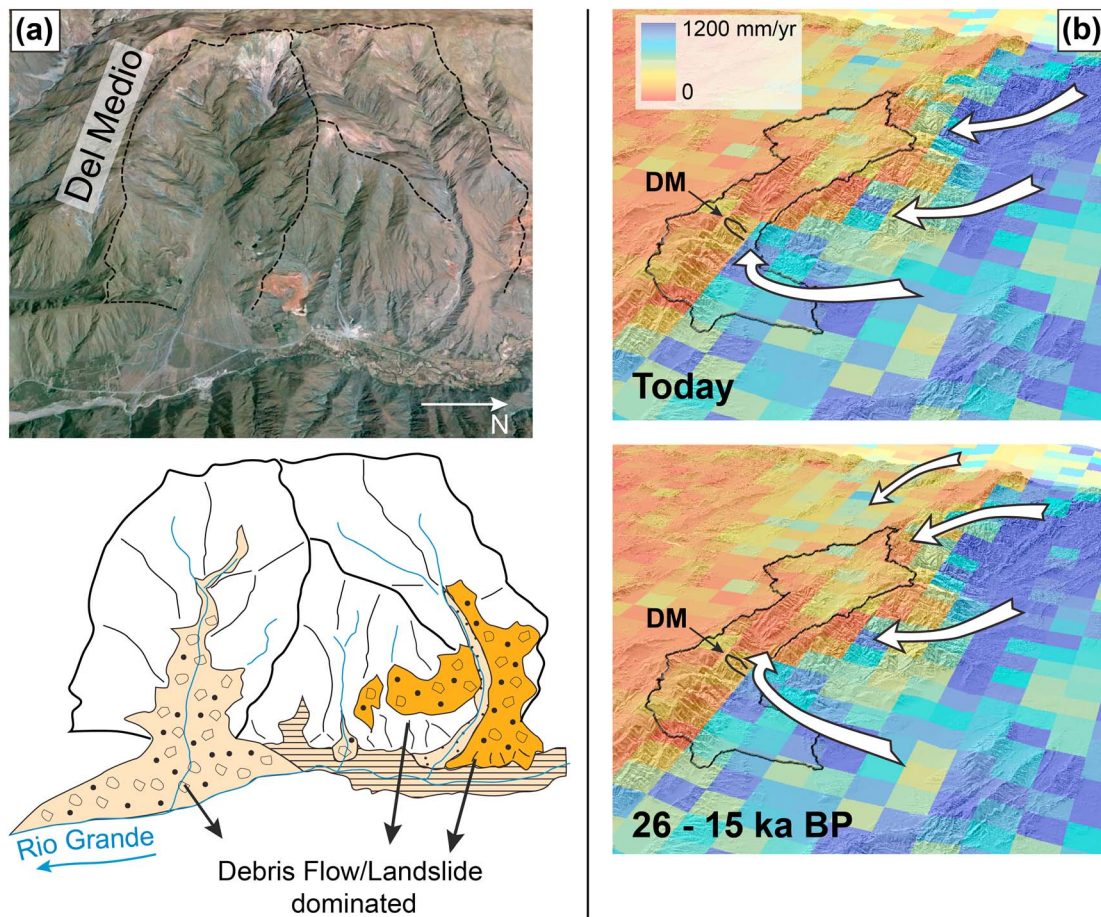 (a)
Del Medio
N
Rio Grande
Debris Flow/Landslide
dominated
(b)
1200 mm/yr
0
DM
Today
DM
26 - 15 ka BP